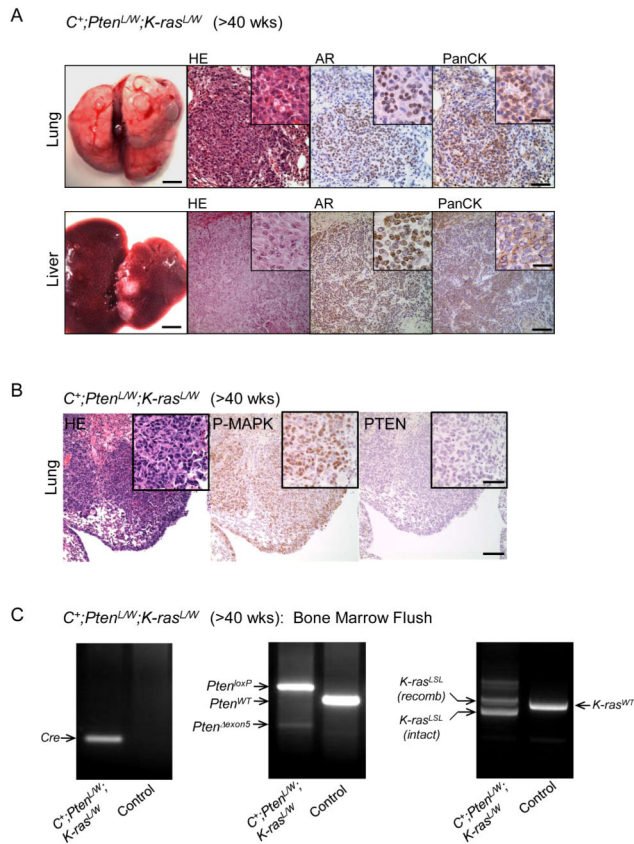 A
C+;PtenL/W;K-rasL/W (>40 wks)
HE AR PanCK
Lung
HE AR PanCK
Liver
B
C+;PtenL/W;K-rasL/W (>40 wks)
HE P-MAPK PTEN
Lung
C
C+;PtenL/W;K-rasL/W (>40 wks): Bone Marrow Flush
Cre
C+;PtenL/W;
K-rasL/W
Control
PtenloxP
PtenWT
PtenΔexon5
C+;PtenL/W;
K-rasL/W
Control
K-rasLSL
(recomb)
K-rasLSL
(intact)
K-rasWT
C+;PtenL/W;
K-rasL/W
Control